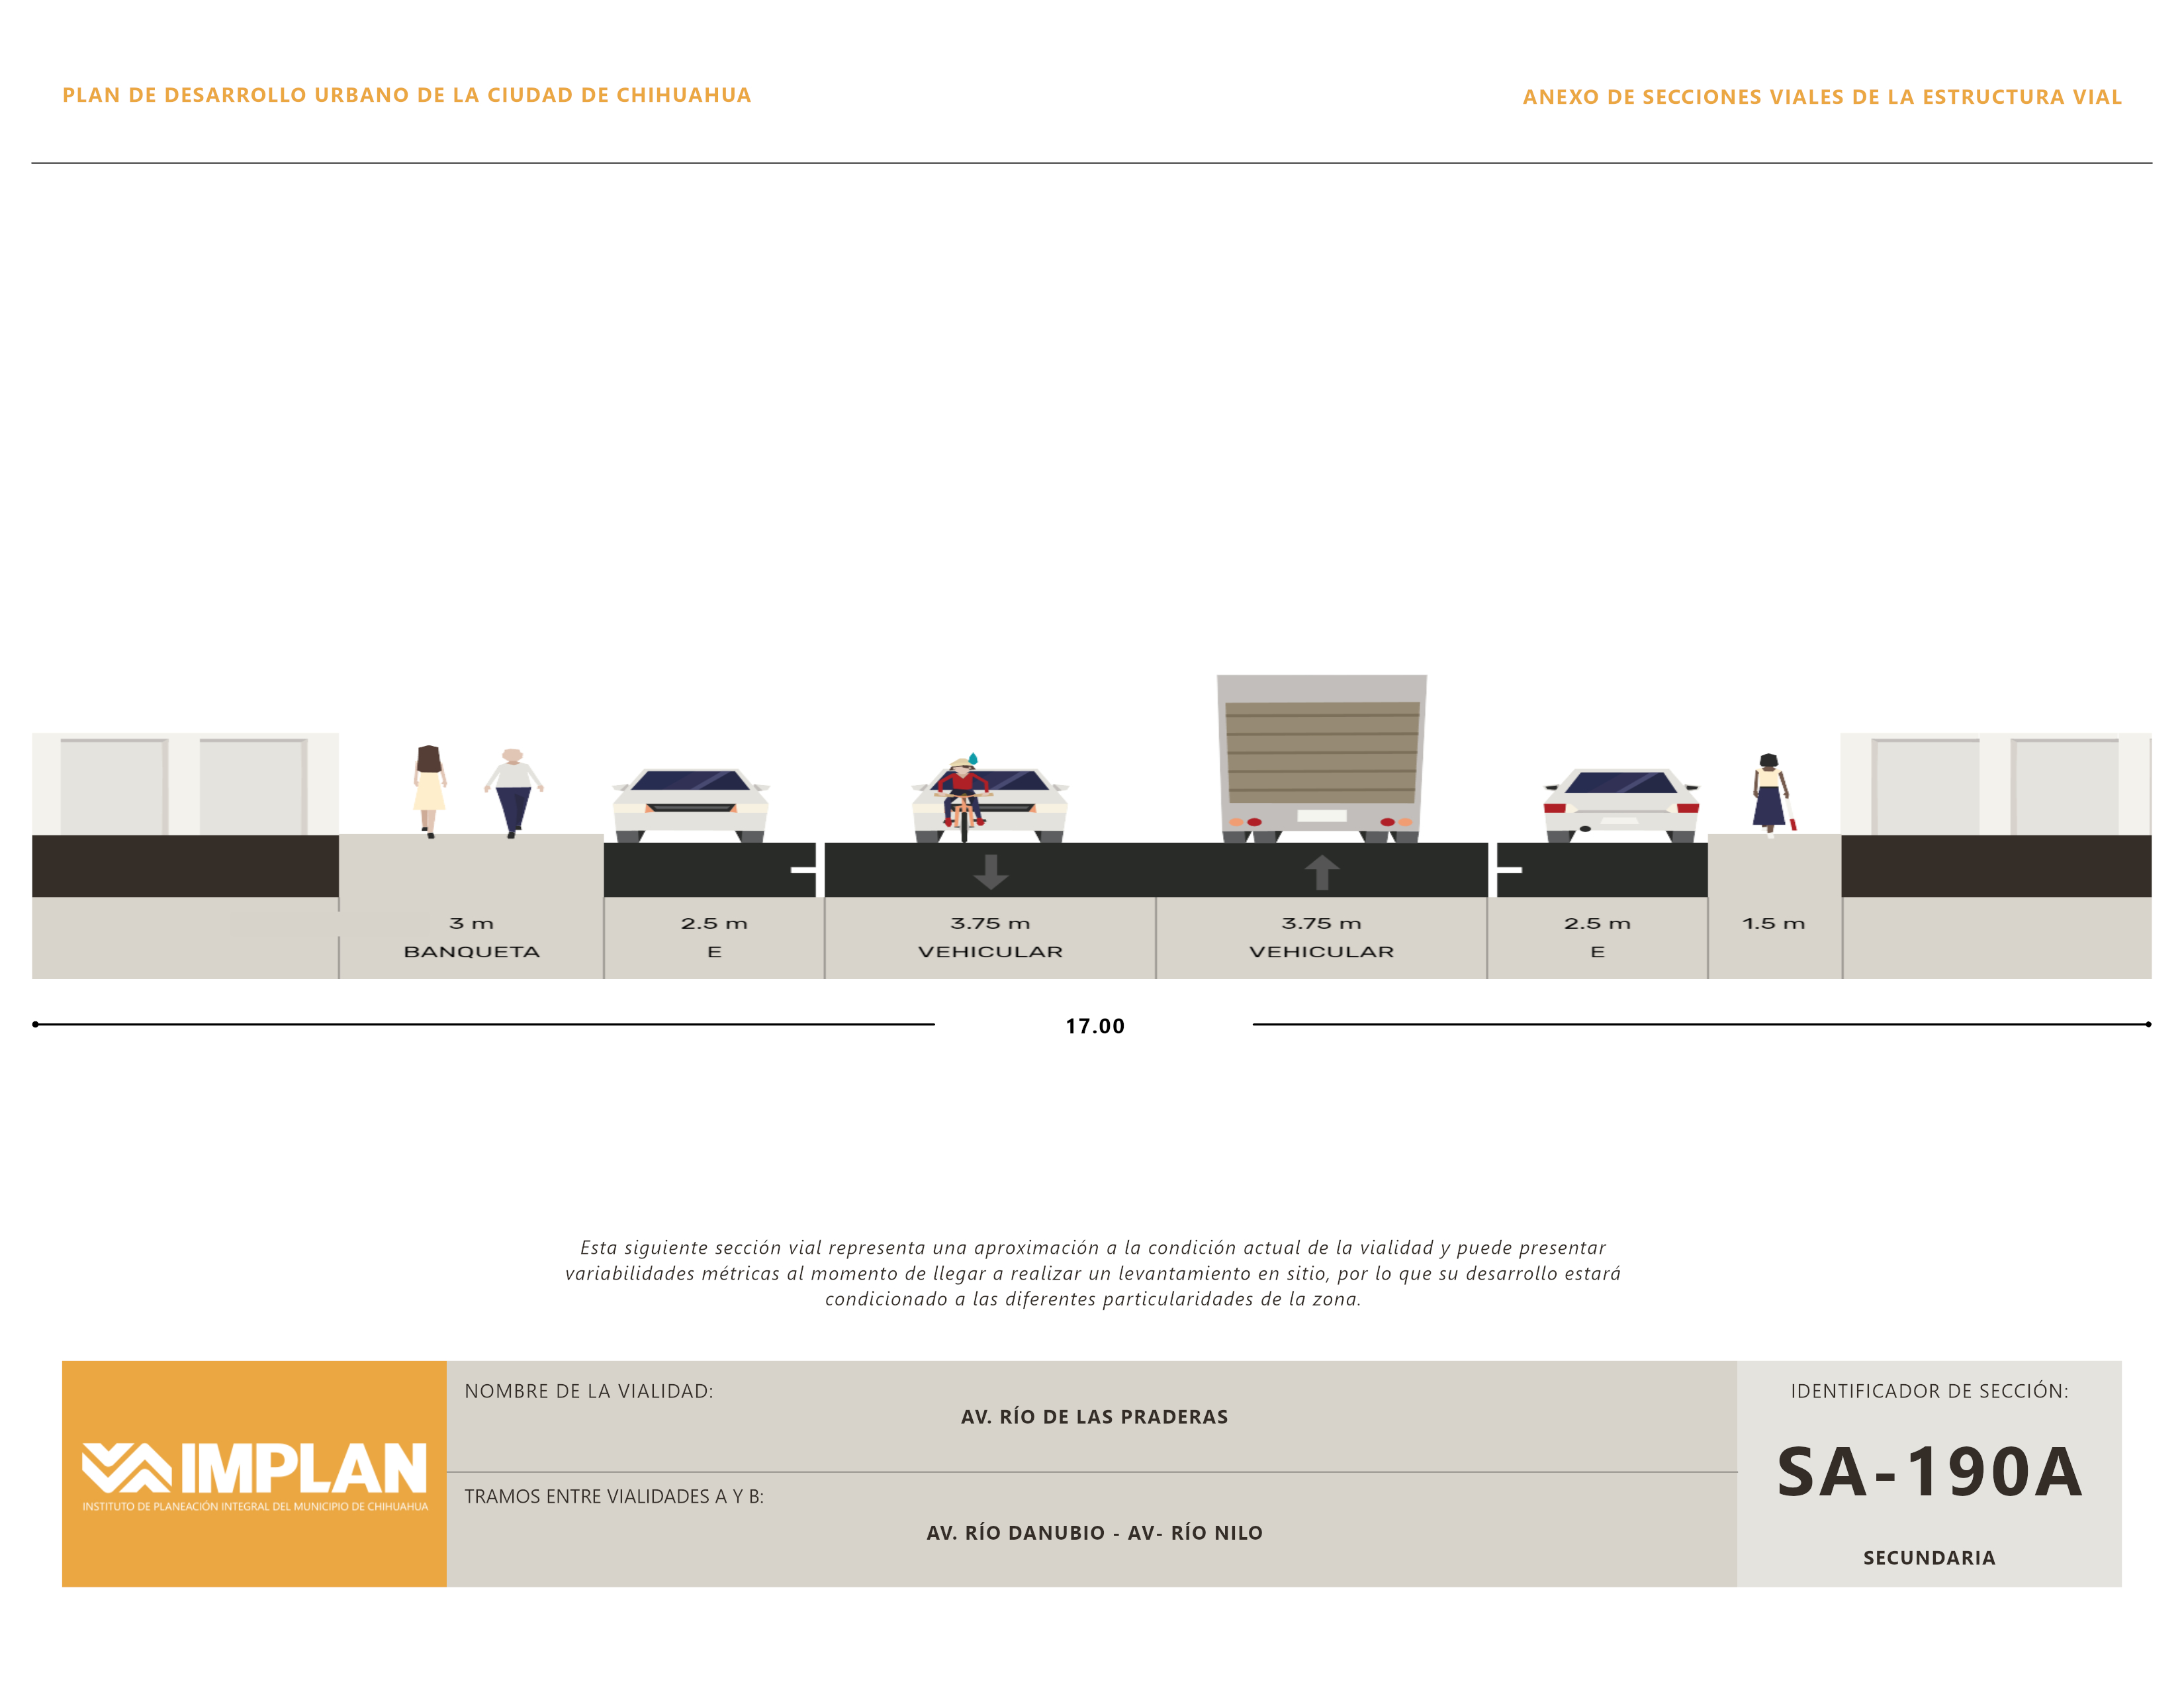 PLAN DE DESARROLLO URBANO DE LA CIUDAD DE CHIHUAHUA
ANEXO DE SECCIONES VIALES DE LA ESTRUCTURA VIAL
3 m
BANQUETA
2.5 m
E
3.75 m
VEHICULAR
3.75 m
VEHICULAR
2.5 m
E
1.5 m
17.00
Esta siguiente sección vial representa una aproximación a la condición actual de la vialidad y puede presentar
variabilidades métricas al momento de llegar a realizar un levantamiento en sitio, por lo que su desarrollo estará
condicionado a las diferentes particularidades de la zona.
IMPLAN
INSTITUTO DE PLANEACIÓN INTEGRAL DEL MUNICIPIO DE CHIHUAHUA
NOMBRE DE LA VIALIDAD:
AV. RÍO DE LAS PRADERAS
TRAMOS ENTRE VIALIDADES A Y B:
AV. RÍO DANUBIO - AV- RÍO NILO
IDENTIFICADOR DE SECCIÓN:
SA-190A
SECUNDARIA